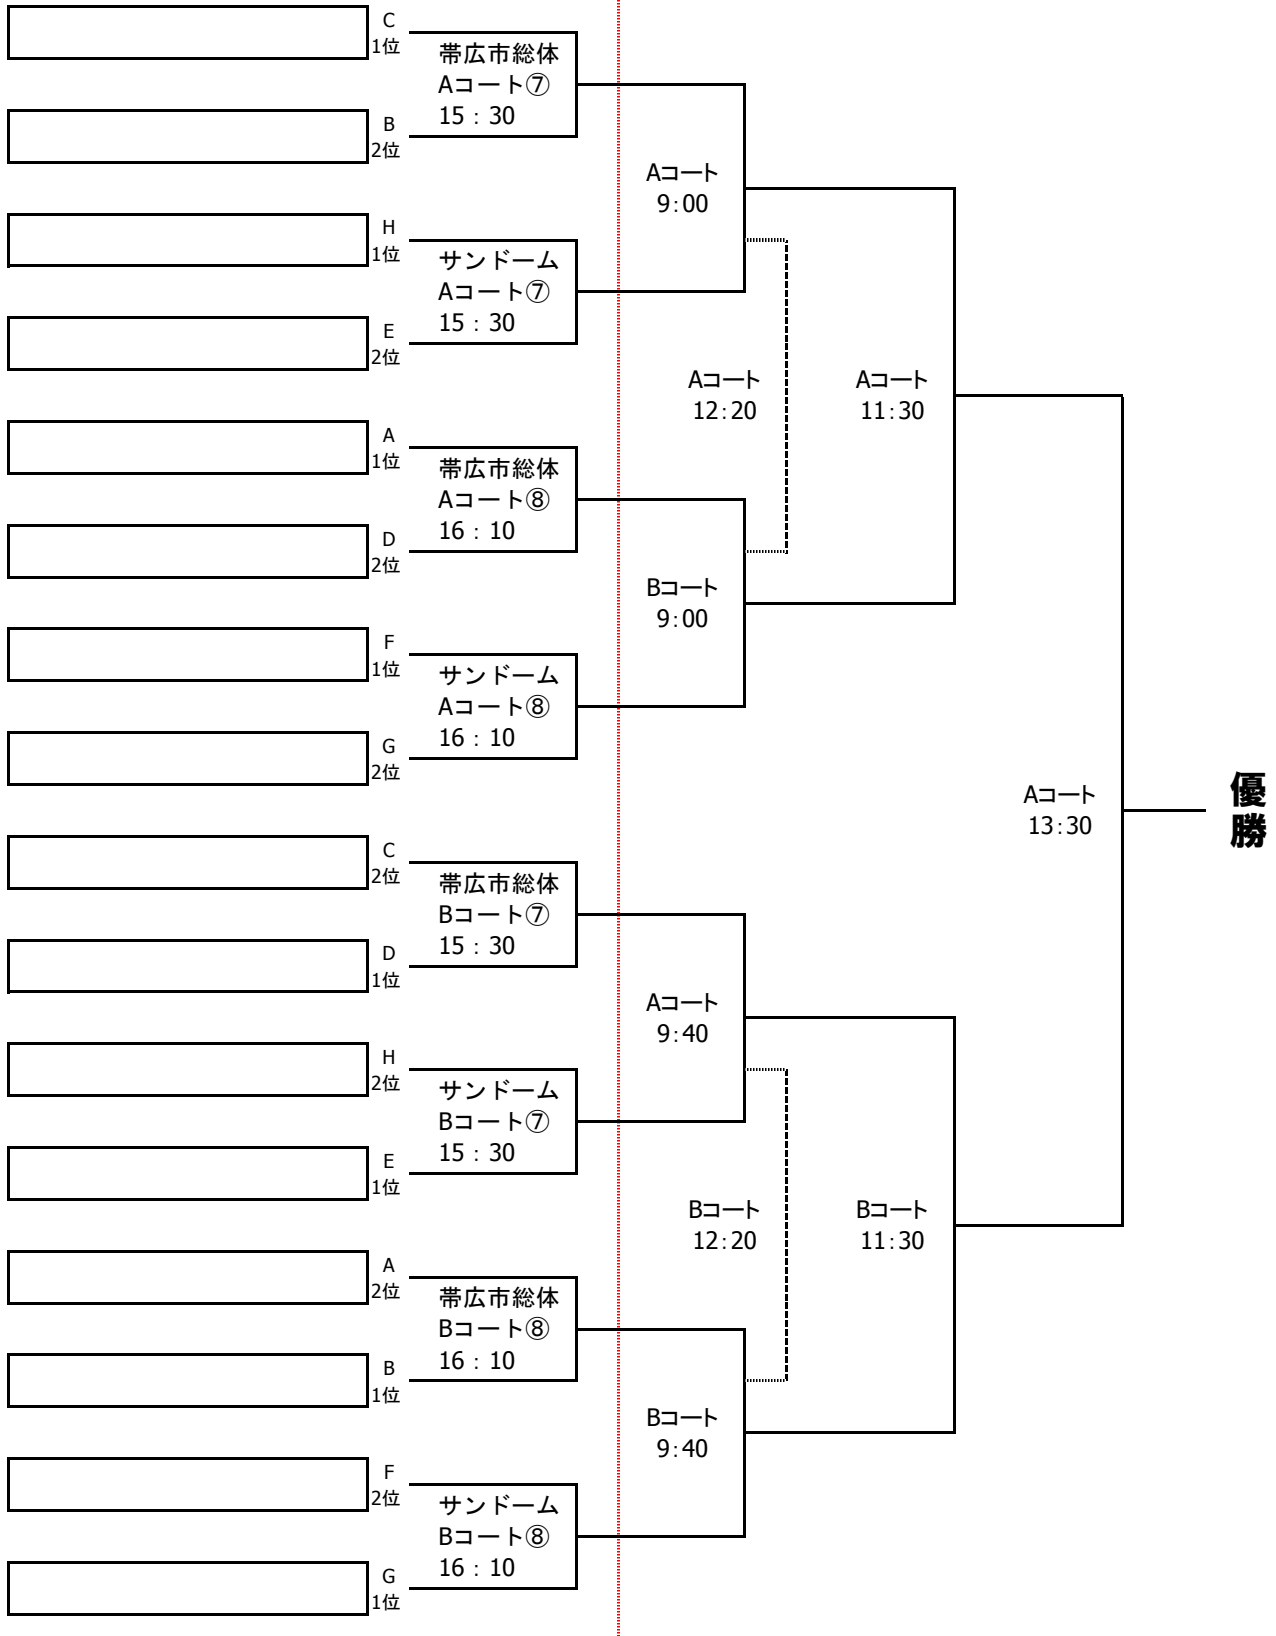 C
1位
帯広市総体
Aコート⑦
15：30
B
2位
H
1位
サンドーム
Aコート⑦
15：30
E
2位
Aコート
9:00
A
1位
帯広市総体
Aコート⑧
16：10
D
2位
F
1位
サンドーム
Aコート⑧
16：10
G
2位
Bコート
9:00
Aコート
12:20
Aコート
11:30
C
2位
帯広市総体
Bコート⑦
15：30
D
1位
H
2位
サンドーム
Bコート⑦
15：30
E
1位
Aコート
9:40
A
2位
帯広市総体
Bコート⑧
16：10
B
1位
F
2位
サンドーム
Bコート⑧
16：10
G
1位
Bコート
9:40
Bコート
12:20
Bコート
11:30
Aコート
13:30
優勝